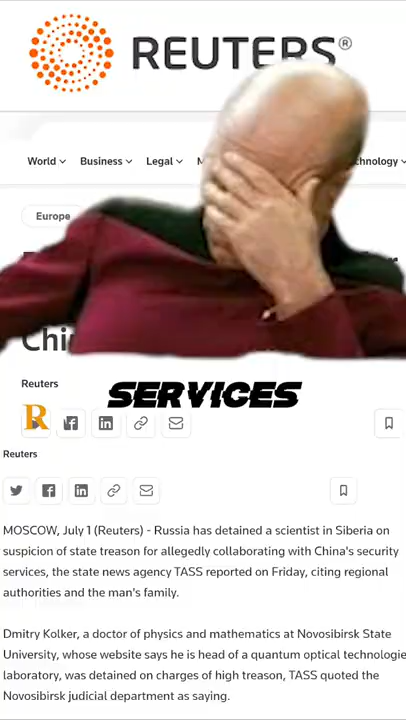 REUTERS®
World Business Legal
Europe
Reuters
SERVICES
Reuters
MOSCOW, July 1 (Reuters) - Russia has detained a scientist in Siberia on
suspicion of state treason for allegedly collaborating with China's security
services, the state news agency TASS reported on Friday, citing regional
authorities and the man's family.
Dmitry Kolker, a doctor of physics and mathematics at Novosibirsk State
University, whose website says he is head of a quantum optical technologie
laboratory, was detained on charges of high treason, TASS quoted the
Novosibirsk judicial department as saying.